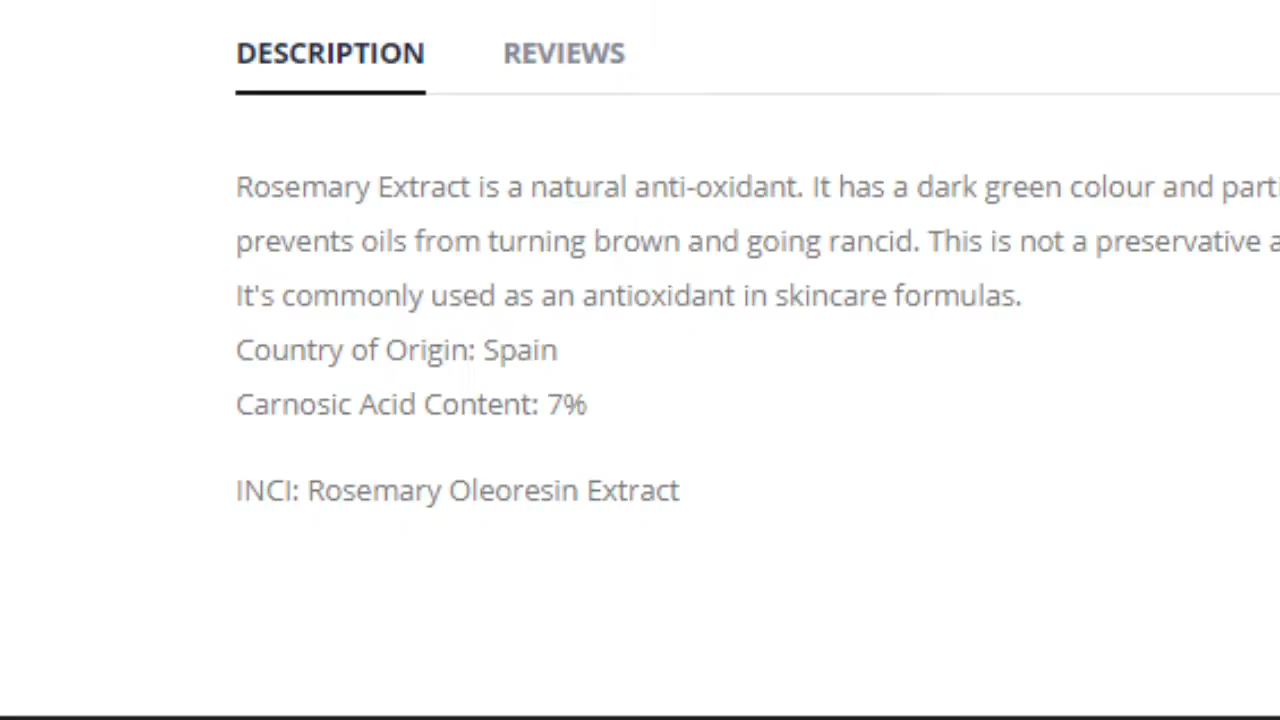 DESCRIPTION REVIEWS
Rosemary Extract is a natural anti-oxidant. It has a dark green colour and
prevents oils from turning brown and going rancid. This is not a preservative
It's commonly used as an antioxidant in skincare formulas.
Country of Origin: Spain
Carnosic Acid Content: 7%
INCI: Rosemary Oleoresin Extract